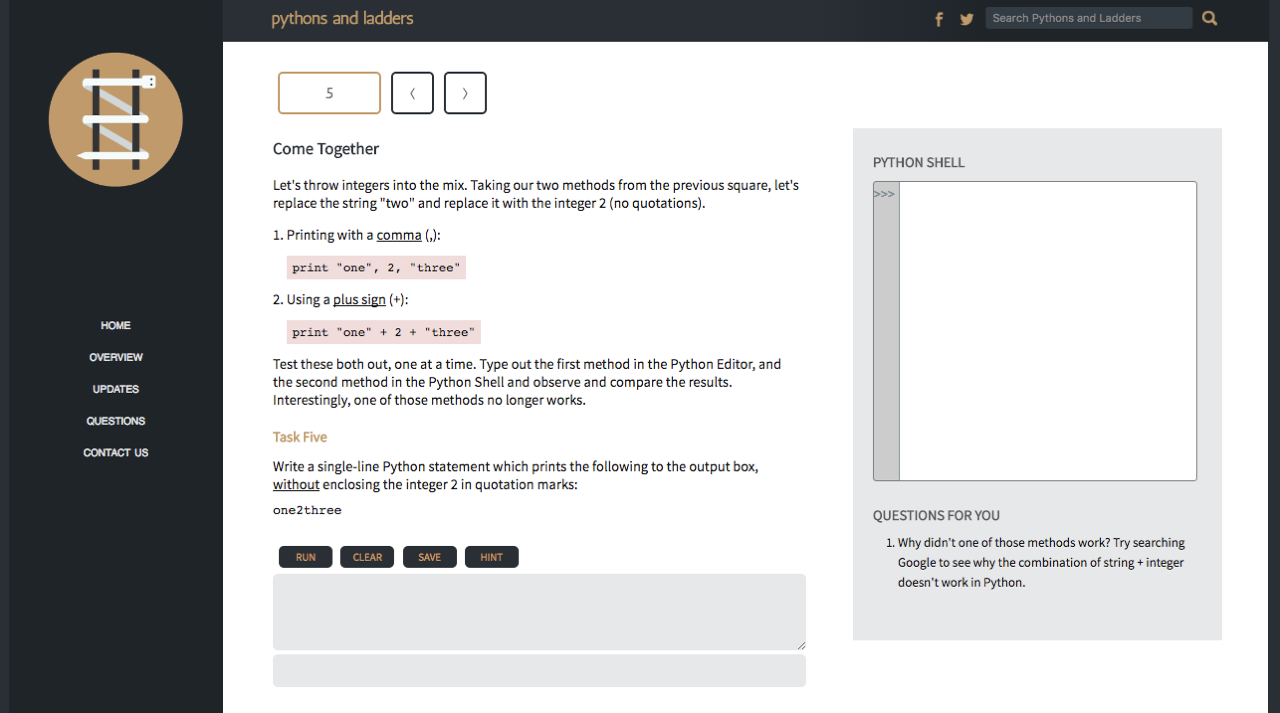 pythons and ladders
Search Pythons and Ladders
HOME
OVERVIEW
UPDATES
QUESTIONS
CONTACT US
5
Come Together
Let's throw integers into the mix. Taking our two methods from the previous square, let's
replace the string "two" and replace it with the integer 2 (no quotations).
1. Printing with a comma (,):
print "one", 2, "three"
2. Using a plus sign (+):
print "one" + 2 + "three"
Test these both out, one at a time. Type out the first method in the Python Editor, and
the second method in the Python Shell and observe and compare the results.
Interestingly, one of those methods no longer works.
Task Five
Write a single-line Python statement which prints the following to the output box,
without enclosing the integer 2 in quotation marks:
one2three
RUN CLEAR SAVE HINT
PYTHON SHELL
>>>
QUESTIONS FOR YOU
1. Why didn't one of those methods work? Try searching
Google to see why the combination of string + integer
doesn't work in Python.